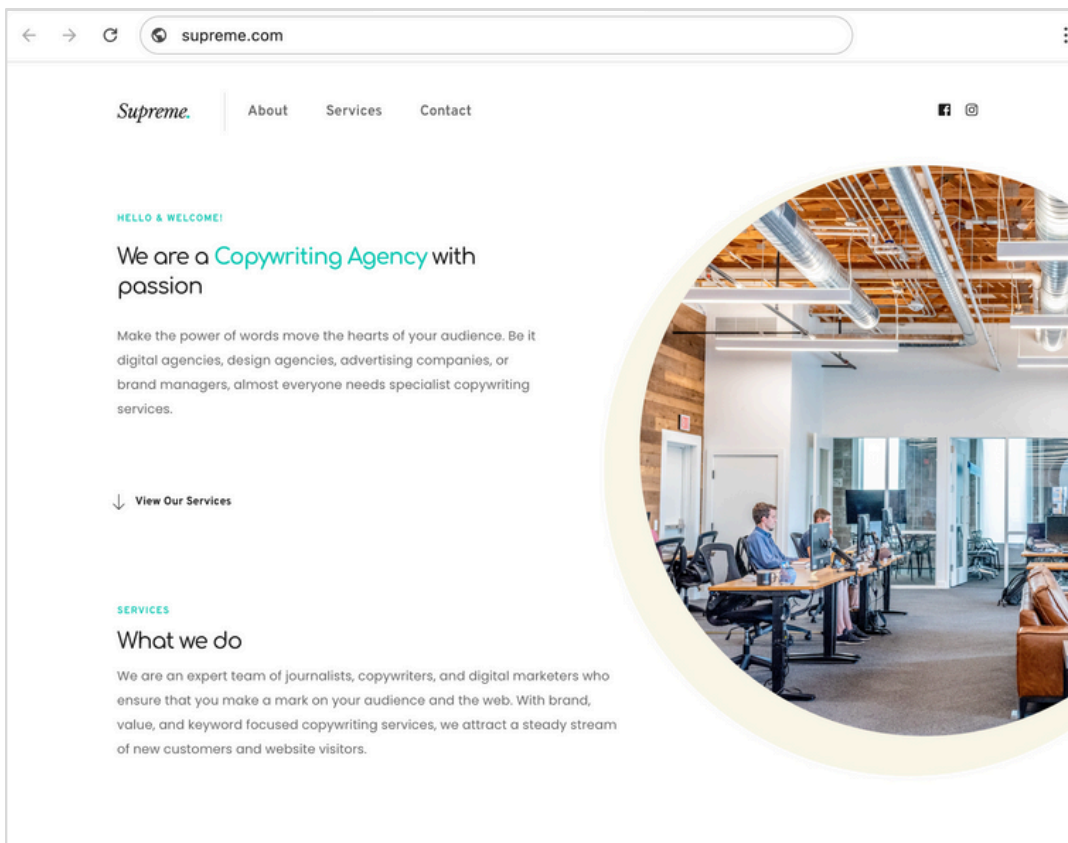 supreme.com
Supreme. About Services Contact
HELLO & WELCOME!
We are a Copywriting Agency with
passion
Make the power of words move the hearts of your audience. Be it
digital agencies, design agencies, advertising companies, or
brand managers, almost everyone needs specialist copywriting
services.
View Our Services
SERVICES
What we do
We are an expert team of journalists, copywriters, and digital marketers who
ensure that you make a mark on your audience and the web. With brand,
value, and keyword focused copywriting services, we attract a steady stream
of new customers and website visitors.